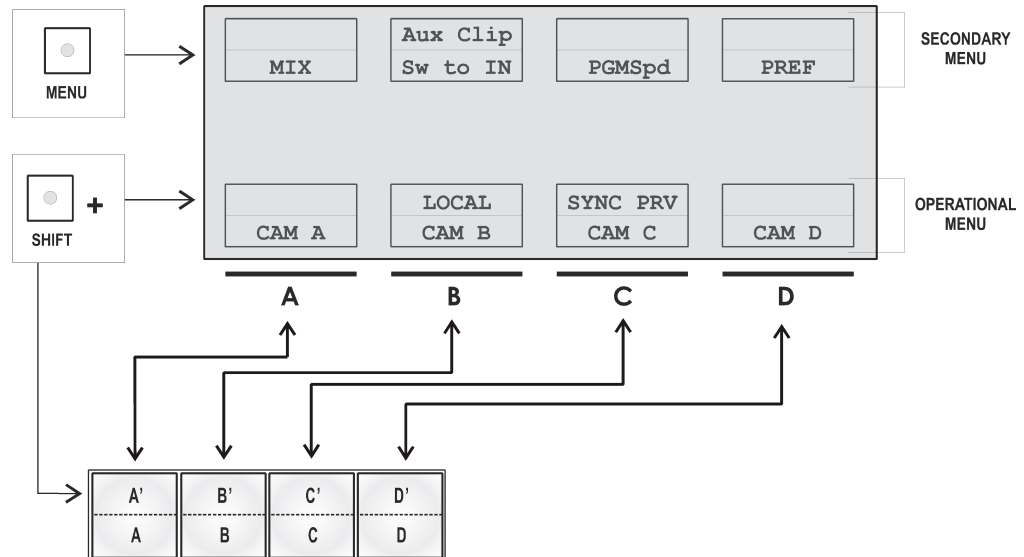 Aux Clip
MIX Sw to IN PGMSpd PREF
SECONDARY
MENU
MENU
SHIFT +
LOCAL SYNC PRV
CAM A CAM B CAM C CAM D
OPERATIONAL
MENU
A B C D
A' B' C' D'
A B C D